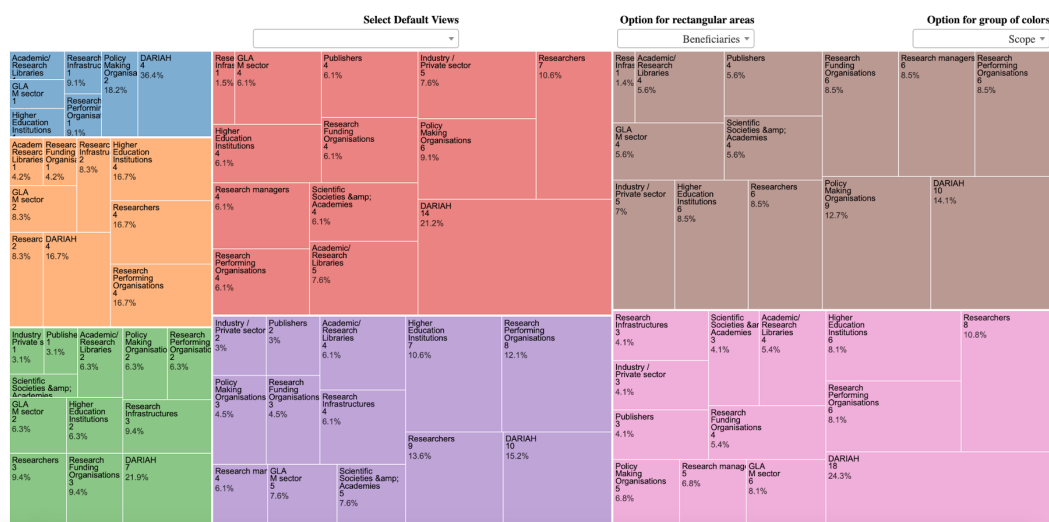 Select Default Views
Option for rectangular areas
Option for group of colors
Beneficiaries
Scope
Academic/
Research
Libraries
GLA
M sector
1
Higher
Education
Institutions
Research
Infrastruc
1
9.1%
Research
Performin
Organisat
1
9.1%
Policy
Making
Organisa
2
18.2%
DARIAH
4
36.4%
Rese
Infras
1
1.5%
GLA
M sector
4
6.1%
Publishers
4
6.1%
Industry /
Private sector
5
7.6%
Researchers
7
10.6%
Higher
Education
Institutions
4
6.1%
Research
Funding
Organisations
4
6.1%
Policy
Making
Organisations
6
9.1%
Research managers
4
6.1%
Scientific
Societies &amp;
Academies
4
6.1%
DARIAH
14
21.2%
Research
Performing
Organisations
4
6.1%
Academic/
Research
Libraries
5
7.6%
Rese
Infras
1
1.4%
Academic/
Research
Libraries
4
5.6%
Publishers
4
5.6%
Research
Funding
Organisations
6
8.5%
Research managers
6
8.5%
Research
Performing
Organisations
6
8.5%
GLA
M sector
4
5.6%
Scientific
Societies &amp;
Academies
4
5.6%
Industry /
Private sector
5
7%
Higher
Education
Institutions
6
8.5%
Researchers
6
8.5%
Policy
Making
Organisations
9
12.7%
DARIAH
10
14.1%
Academ
Researc
Libraries
1
4.2%
Research
Funding
Organisa
1
4.2%
Research
Infrastru
2
8.3%
Higher
Education
Institutions
4
16.7%
GLA
M sector
2
8.3%
Researchers
4
16.7%
Researc
2
8.3%
DARIAH
4
16.7%
Research
Performing
Organisations
4
16.7%
Industry
Private s
1
3.1%
Publishe
1
3.1%
Academic/
Research
Libraries
2
6.3%
Policy
Making
Organisatio
2
6.3%
Research
Performing
Organisatio
2
6.3%
Scientific
Societies &amp;
Academies
GLA
M sector
2
6.3%
Higher
Education
Institutions
2
6.3%
Research
Infrastructures
3
9.4%
Researchers
3
9.4%
Research
Funding
Organisations
3
9.4%
DARIAH
7
21.9%
Industry /
Private sector
2
3%
Publishers
2
3%
Academic/
Research
Libraries
4
6.1%
Higher
Education
Institutions
7
10.6%
Research
Performing
Organisations
8
12.1%
Policy
Making
Organisations
3
4.5%
Research
Funding
Organisations
3
4.5%
Research
Infrastructures
4
6.1%
Researchers
9
13.6%
DARIAH
10
15.2%
Research mar
4
6.1%
GLA
M sector
5
7.6%
Scientific
Societies &amp;
Academies
5
7.6%
Research
Infrastructures
3
4.1%
Scientific
Societies &ar
Academies
3
4.1%
Academic/
Research
Libraries
4
5.4%
Higher
Education
Institutions
6
8.1%
Researchers
8
10.8%
Industry /
Private sector
3
4.1%
Research
Performing
Organisations
6
8.1%
Publishers
3
4.1%
Research
Funding
Organisations
4
5.4%
Policy
Making
Organisations
5
6.8%
Research manag
5
6.8%
GLA
M sector
6
8.1%
DARIAH
18
24.3%